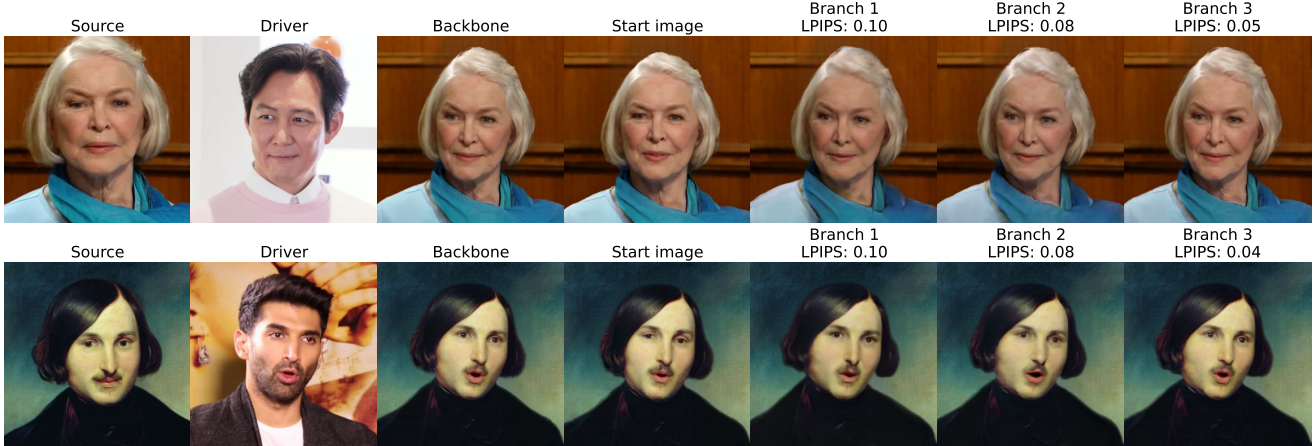 Source
Driver
Backbone
Start image
Branch 1
LPIPS: 0.10
Branch 2
LPIPS: 0.08
Branch 3
LPIPS: 0.05
Source
Driver
Backbone
Start image
Branch 1
LPIPS: 0.10
Branch 2
LPIPS: 0.08
Branch 3
LPIPS: 0.04